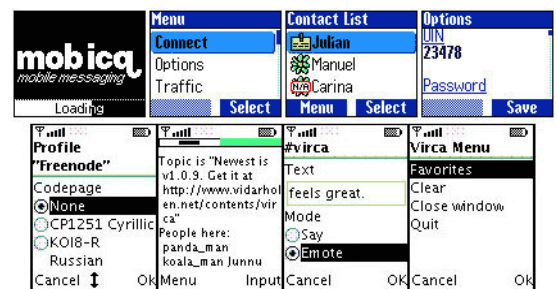 mobicq
mobile messaging
Loading
Menu
Connect
Options
Traffic
Select
Contact List
Julian
Manuel
N/A Carina
Menu Select
Options
UIN
23478
Password
Save
Profile
"Freenode"
Codepage
None
CP1251 Cyrillic
KOI8-R
Russian
Cancel Ok
Topic is "Newest is
v1.0.9. Get it at
http://www.vidarhol
en.net/contents/vir
ca"
People here:
panda_man
koala_man Junnu
Menu Input
#virca
Text
feels great.
Mode
Say
Emote
Cancel OK
Virca Menu
Favorites
Clear
Close window
Quit
Cancel Ok